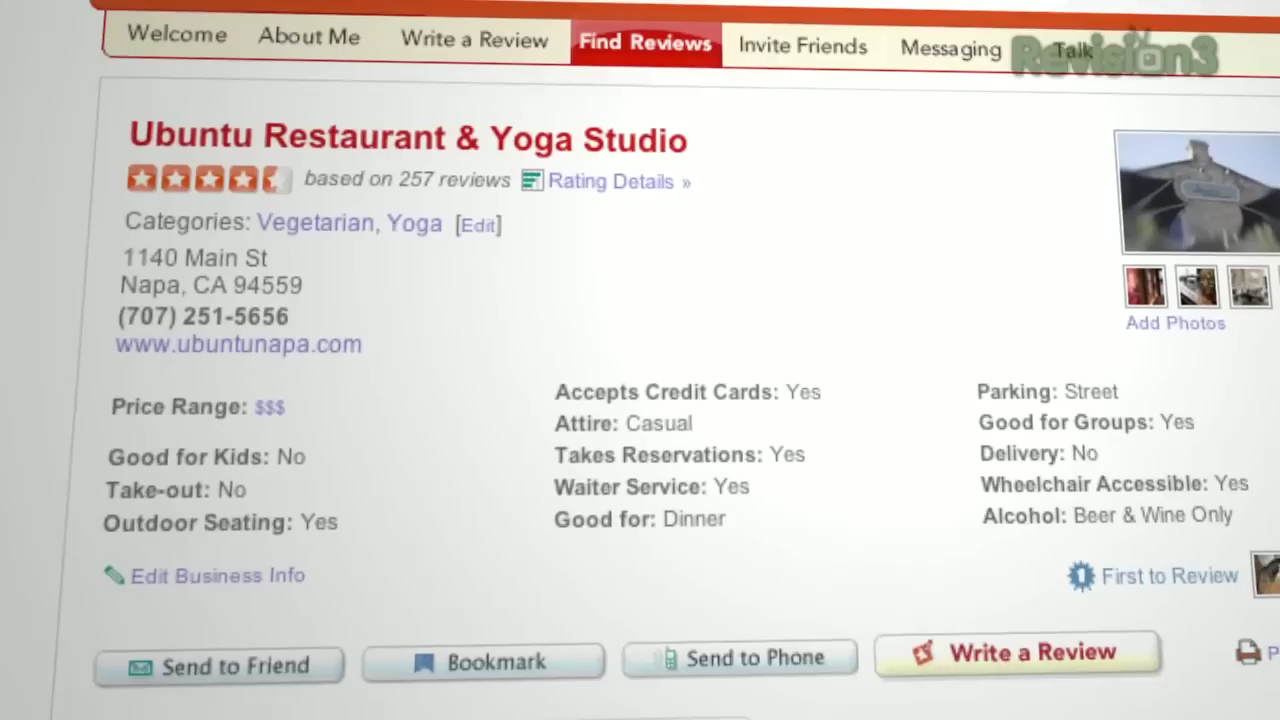 Welcome About Me Write a Review Find Reviews Invite Friends Messaging Talk
Revision3
Ubuntu Restaurant & Yoga Studio
based on 257 reviews Rating Details »
Categories: Vegetarian, Yoga [Edit]
1140 Main St
Napa, CA 94559
(707) 251-5656
www.ubuntunapa.com
Add Photos
Price Range: $$$
Good for Kids: No
Take-out: No
Outdoor Seating: Yes
Accepts Credit Cards: Yes
Attire: Casual
Takes Reservations: Yes
Waiter Service: Yes
Good for: Dinner
Parking: Street
Good for Groups: Yes
Delivery: No
Wheelchair Accessible: Yes
Alcohol: Beer & Wine Only
Edit Business Info
1 First to Review
Send to Friend Bookmark Send to Phone Write a Review